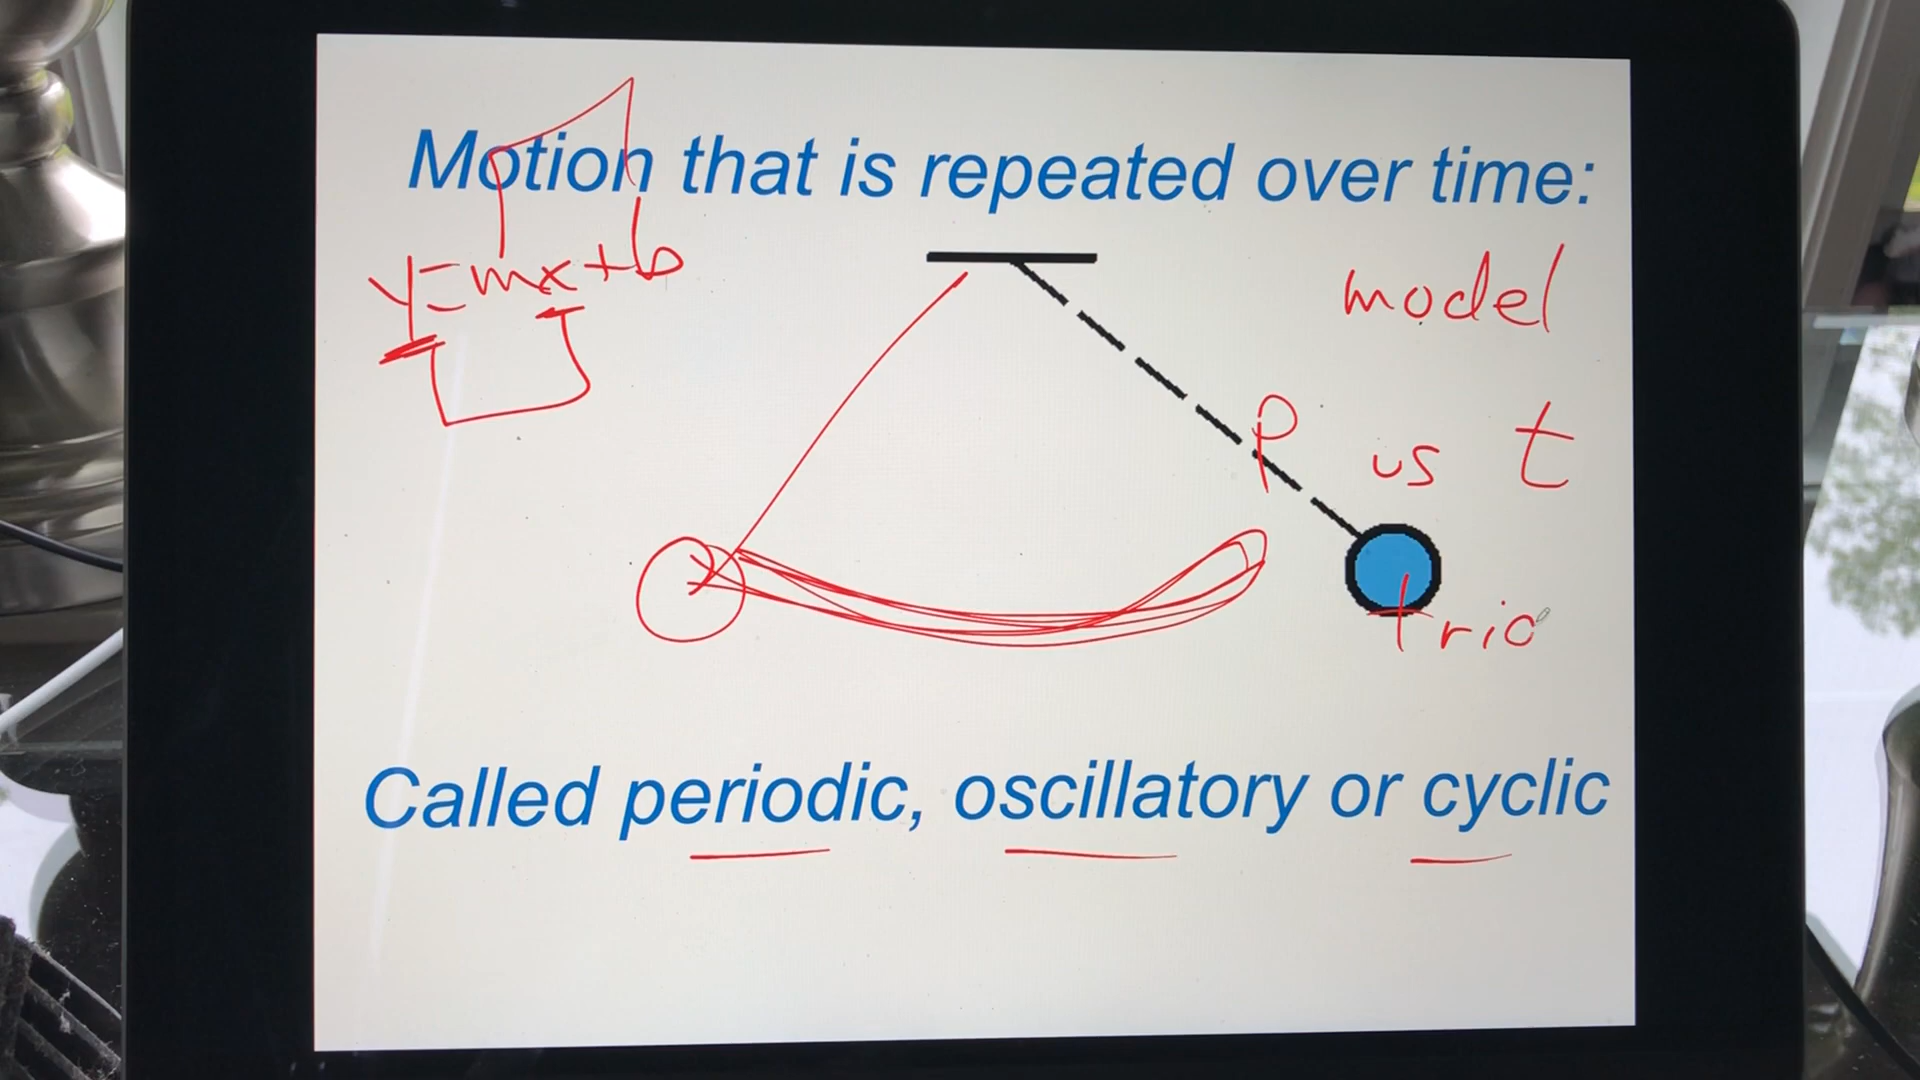 Motion that is repeated over time:
y=mx+b
model
P vs t
trig
Called periodic, oscillatory or cyclic